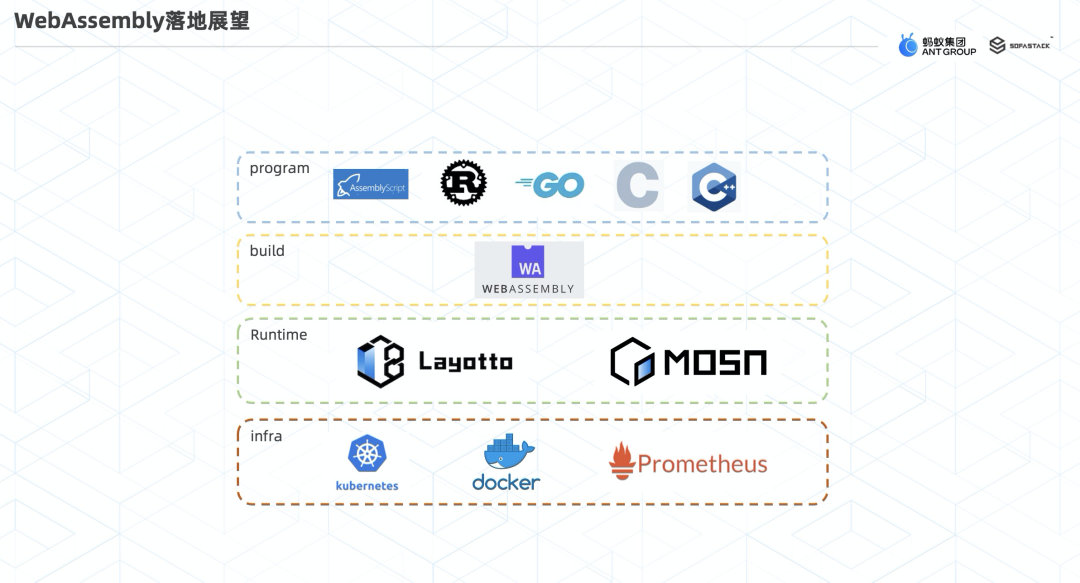 WebAssembly落地展望
蚂蚁集团
ANT GROUP
SOFASTACK
program
AssemblyScript
R
GO
C
C++
build
WA
WEBASSEMBLY
Runtime
Layotto
MOSN
infra
kubernetes
docker
Prometheus